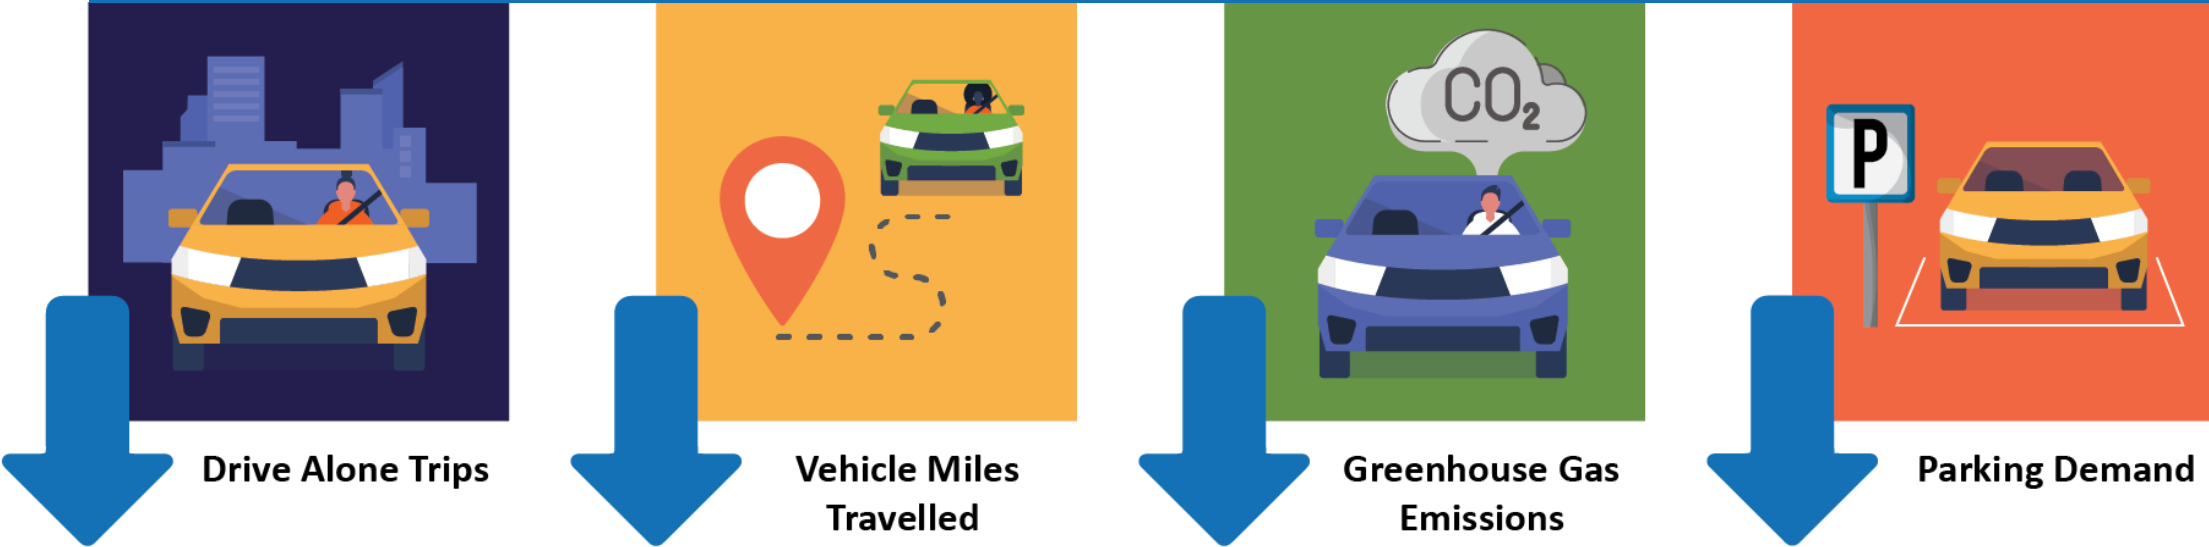 CO₂
P
Drive Alone Trips
Vehicle Miles
Travelled
Greenhouse Gas
Emissions
Parking Demand